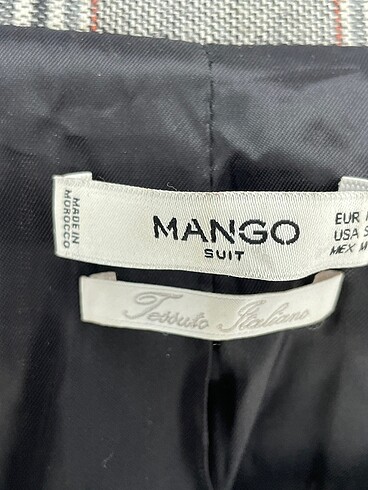 MADE IN
MOROCCO
MANGO
SUIT
EUR
USA S
MEX M
Tessuto Italiano